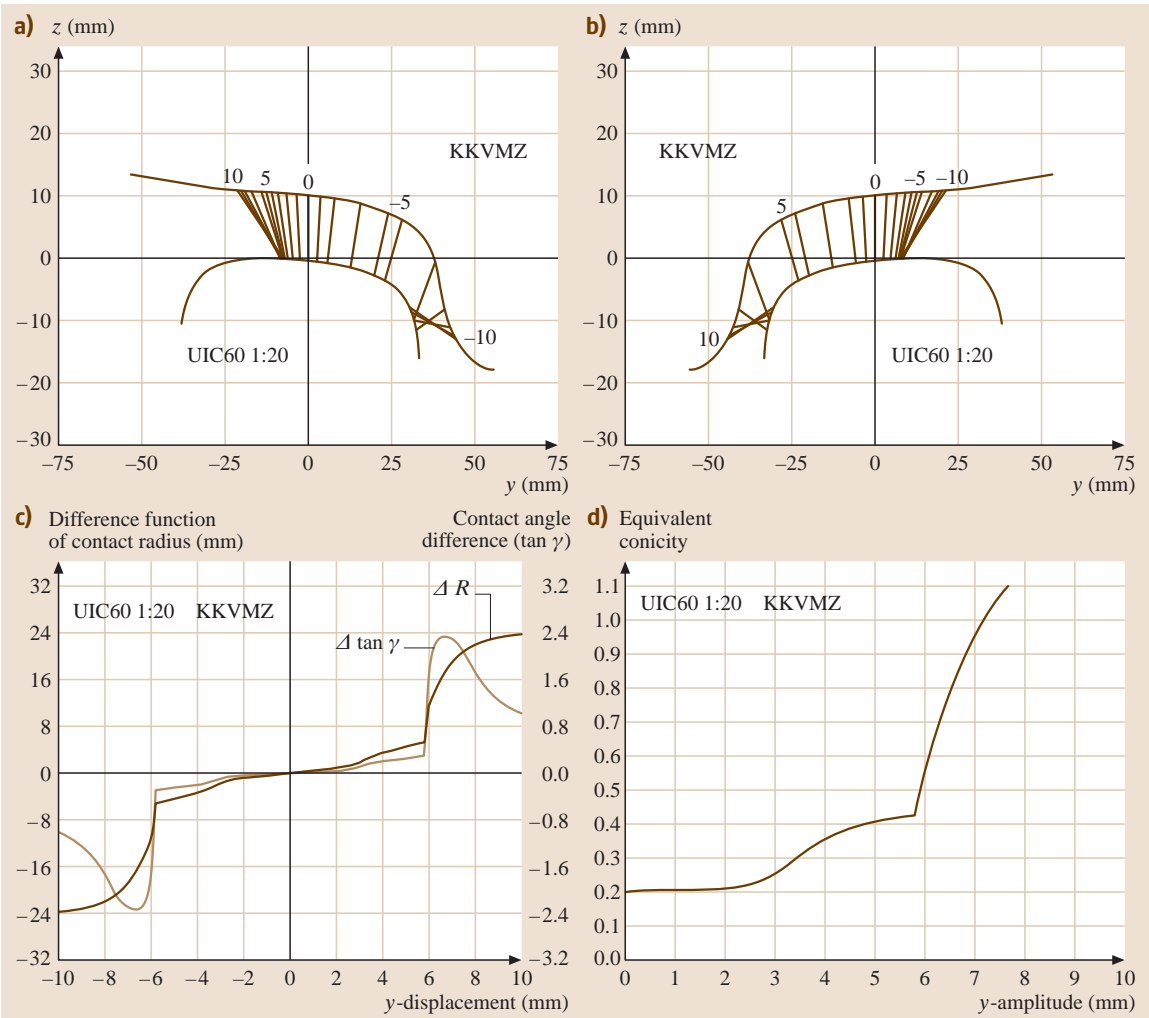 a) z (mm)
30
20
10
0
–10
–20
–30
–75 –50 –25 0 25 50 75
y (mm)
KKVMZ
10 5 0
–5
–10
UIC60 1:20
b) z (mm)
30
20
10
0
–10
–20
–30
–75 –50 –25 0 25 50 75
y (mm)
KKVMZ
0 –5 –10
5
10
UIC60 1:20
c) Difference function
of contact radius (mm)
Contact angle
difference (tan γ)
32
24
16
8
0
–8
–16
–24
–32
3.2
2.4
1.6
0.8
0.0
–0.8
–1.6
–2.4
–3.2
UIC60 1:20 KKVMZ
Δ R
Δ tan γ
–10 –8 –6 –4 –2 0 2 4 6 8 10
y-displacement (mm)
d) Equivalent
conicity
1.1
1.0
0.9
0.8
0.7
0.6
0.5
0.4
0.3
0.2
0.1
0.0
UIC60 1:20 KKVMZ
0 1 2 3 4 5 6 7 8 9 10
y-amplitude (mm)